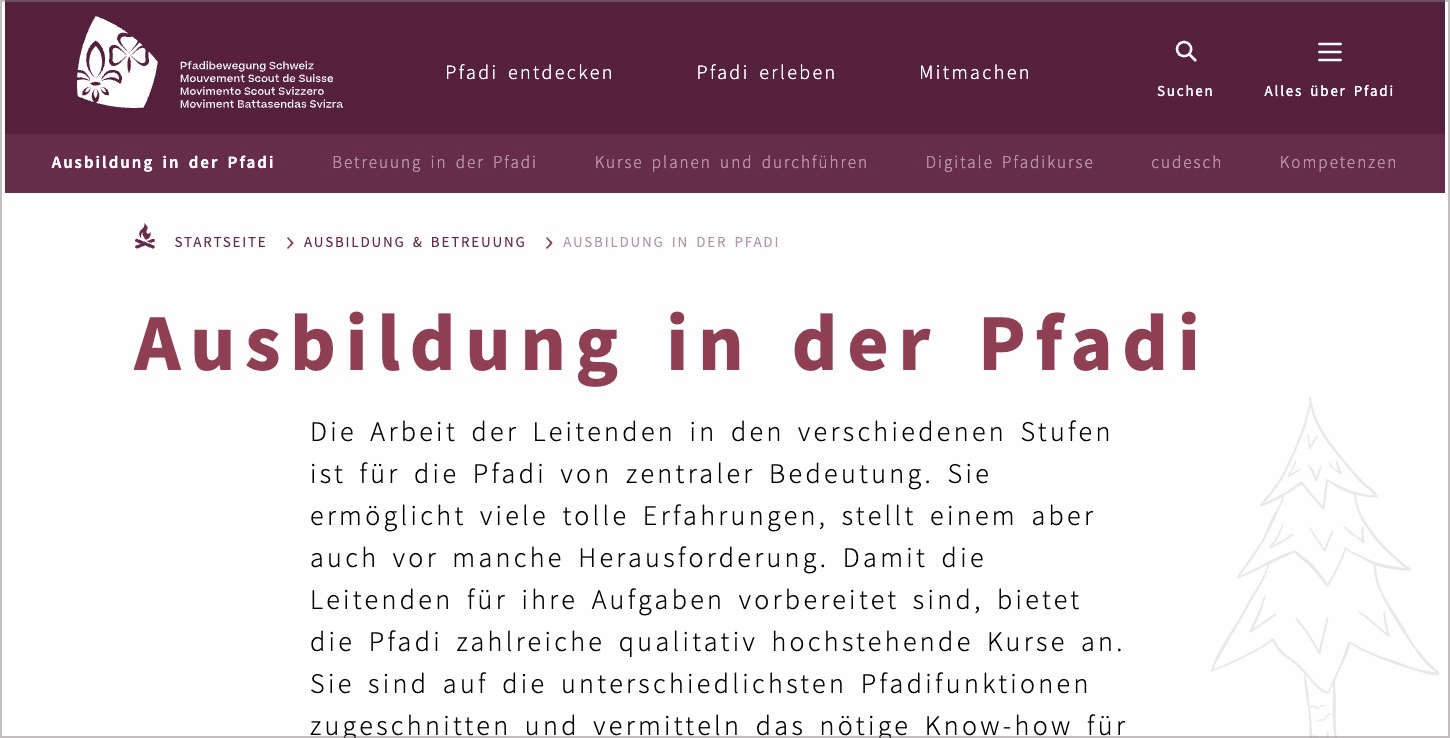 Pfadibewegung Schweiz
Mouvement Scout de Suisse
Movimento Scout Svizzero
Moviment Battasendas Svizra
Pfadi entdecken
Pfadi erleben
Mitmachen
Suchen
Alles über Pfadi
Ausbildung in der Pfadi
Betreuung in der Pfadi
Kurse planen und durchführen
Digitale Pfadikurse
cudesch
Kompetenzen
STARTSEITE
AUSBILDUNG & BETREUUNG
AUSBILDUNG IN DER PFADI
Ausbildung in der Pfadi
Die Arbeit der Leitenden in den verschiedenen Stufen
ist für die Pfadi von zentraler Bedeutung. Sie
ermöglicht viele tolle Erfahrungen, stellt einem aber
auch vor manche Herausforderung. Damit die
Leitenden für ihre Aufgaben vorbereitet sind, bietet
die Pfadi zahlreiche qualitativ hochstehende Kurse an.
Sie sind auf die unterschiedlichsten Pfadifunktionen
zugeschnitten und vermitteln das nötige Know-how für